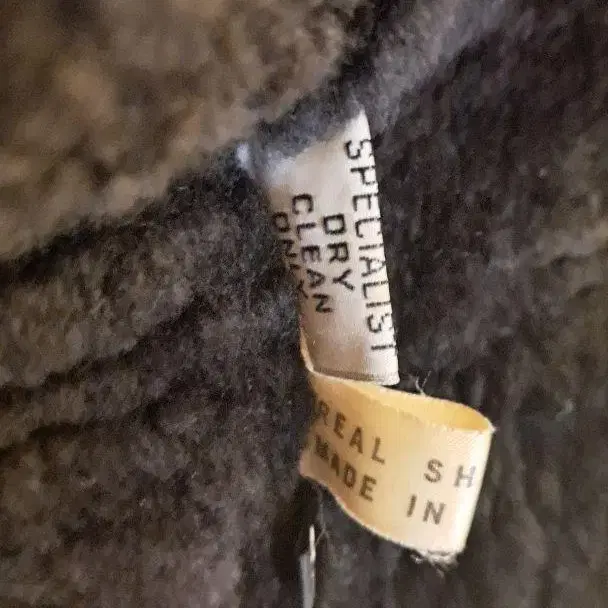 SPECIALIST
DRY
CLEAN
ONLY
REAL SH
MADE IN